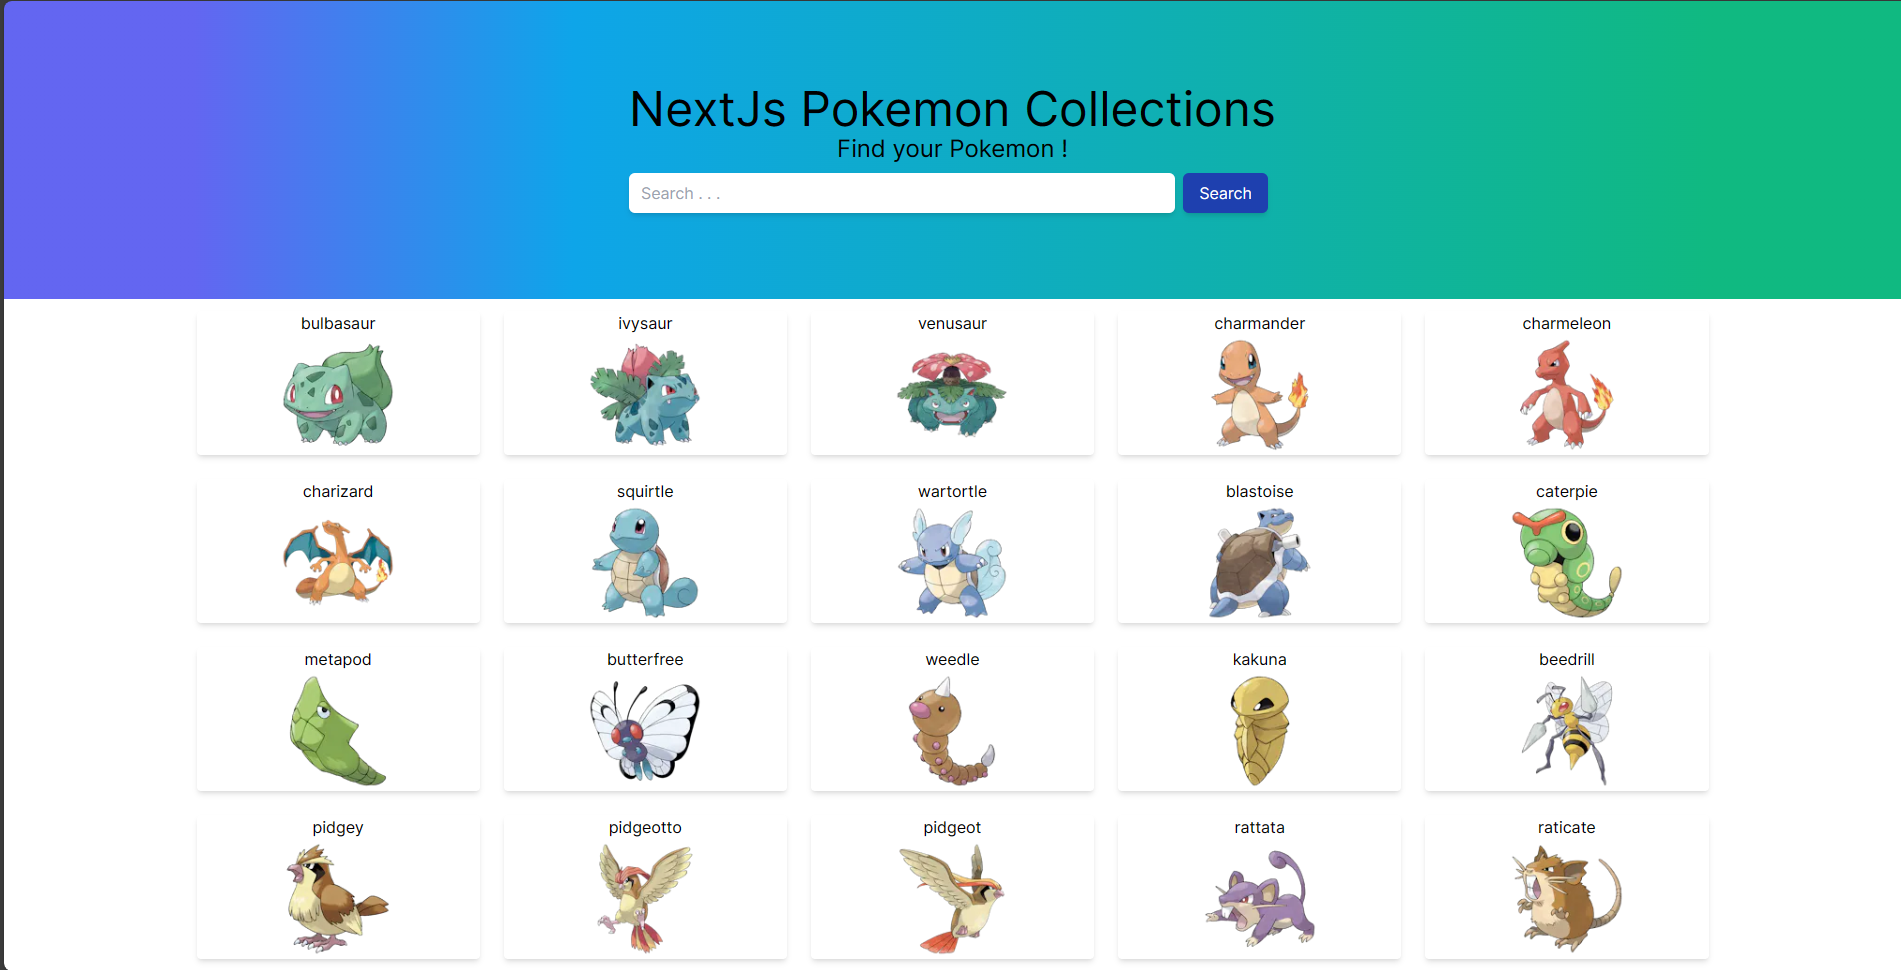 NextJs Pokemon Collections
Find your Pokemon !
Search . . . Search
bulbasaur ivysaur venusaur charmander charmeleon
charizard squirtle wartortle blastoise caterpie
metapod butterfree weedle kakuna beedrill
pidgey pidgeotto pidgeot rattata raticate